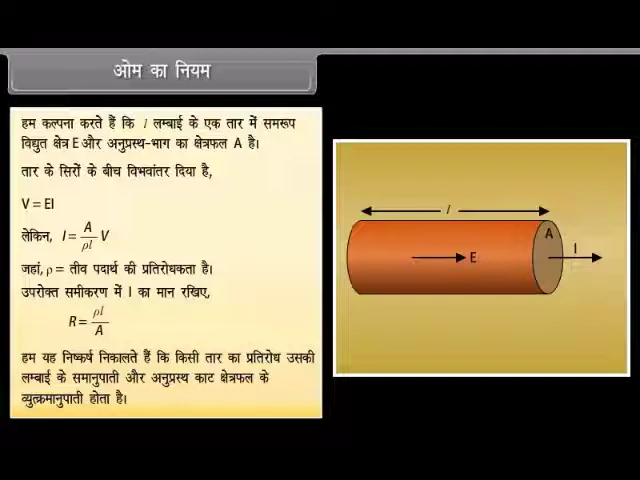 ओम का नियम
हम कल्पना करते हैं कि l लम्बाई के एक तार में समरूप
विद्युत क्षेत्र E और अनुप्रस्थ-भाग का क्षेत्रफल A है।
तार के सिरों के बीच विभवांतर दिया है,
V = El
लेकिन, I = A/ρl V
जहां, ρ = तीव पदार्थ की प्रतिरोधकता है।
उपरोक्त समीकरण में I का मान रखिए,
R = ρl/A
हम यह निष्कर्ष निकालते हैं कि किसी तार का प्रतिरोध उसकी
लम्बाई के समानुपाती और अनुप्रस्थ काट क्षेत्रफल के
व्युत्क्रमानुपाती होता है।
l
A
E
I